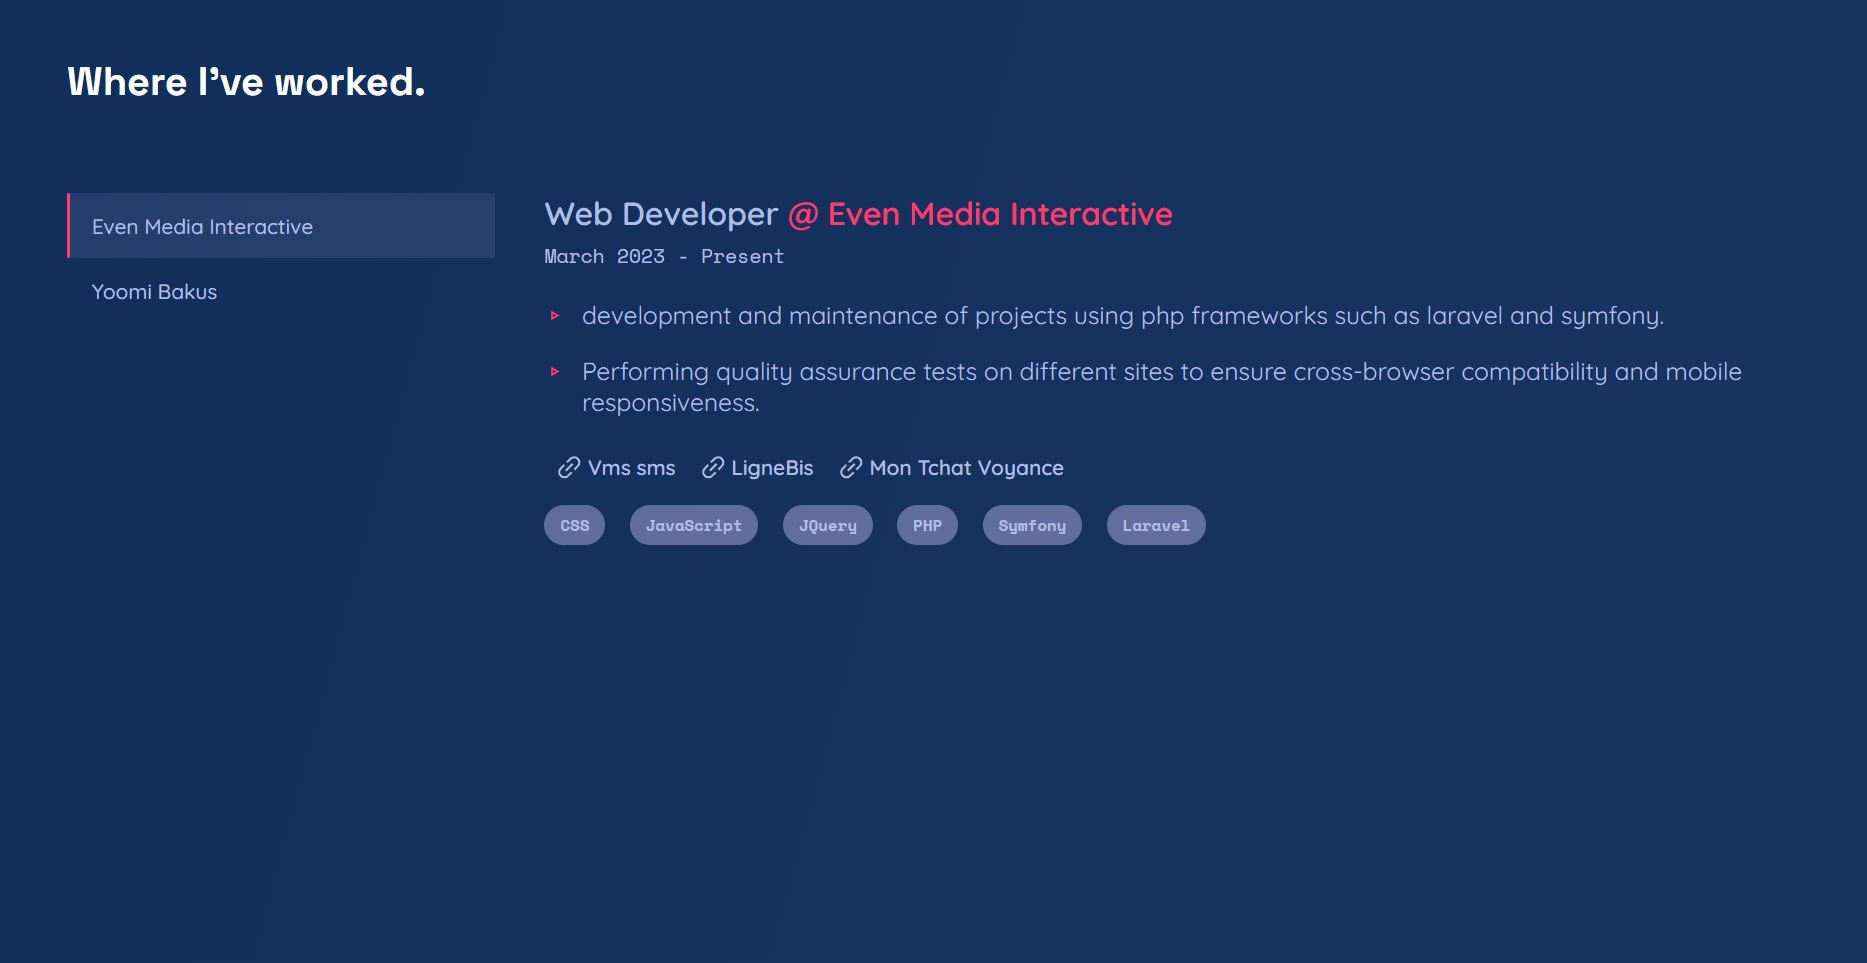 Where I've worked.
Even Media Interactive
Yoomi Bakus
Web Developer @ Even Media Interactive
March 2023 - Present
development and maintenance of projects using php frameworks such as laravel and symfony.
Performing quality assurance tests on different sites to ensure cross-browser compatibility and mobile
responsiveness.
Vms sms LigneBis Mon Tchat Voyance
CSS JavaScript JQuery PHP Symfony Laravel